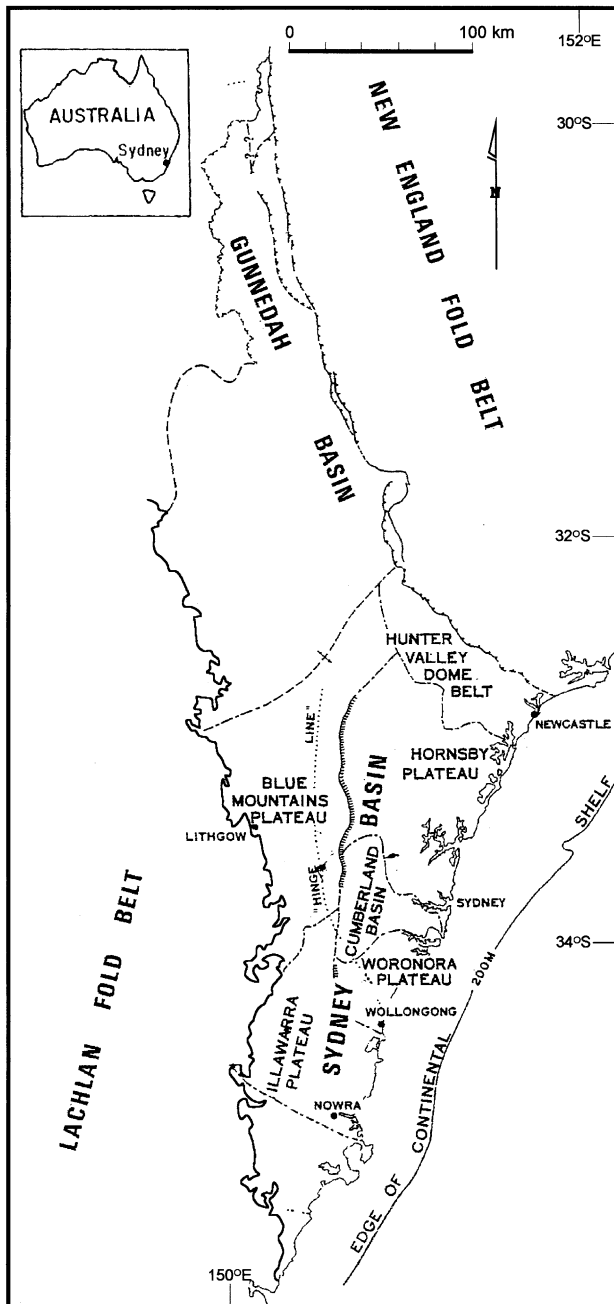 0 100 km
152°E
AUSTRALIA
Sydney
30°S
N
? ?
NEW ENGLAND FOLD BELT
GUNNEDAH
BASIN
32°S
HUNTER
VALLEY
DOME
BELT
NEWCASTLE
HORNSBY
PLATEAU
"HINGE LINE"
BLUE
MOUNTAINS
PLATEAU
LITHGOW
SYDNEY BASIN
CUMBERLAND
BASIN
SYDNEY
34°S
WORONORA
PLATEAU
WOLLONGONG
LACHLAN FOLD BELT
ILLAWARRA
PLATEAU
NOWRA
EDGE OF CONTINENTAL SHELF
200M
150°E